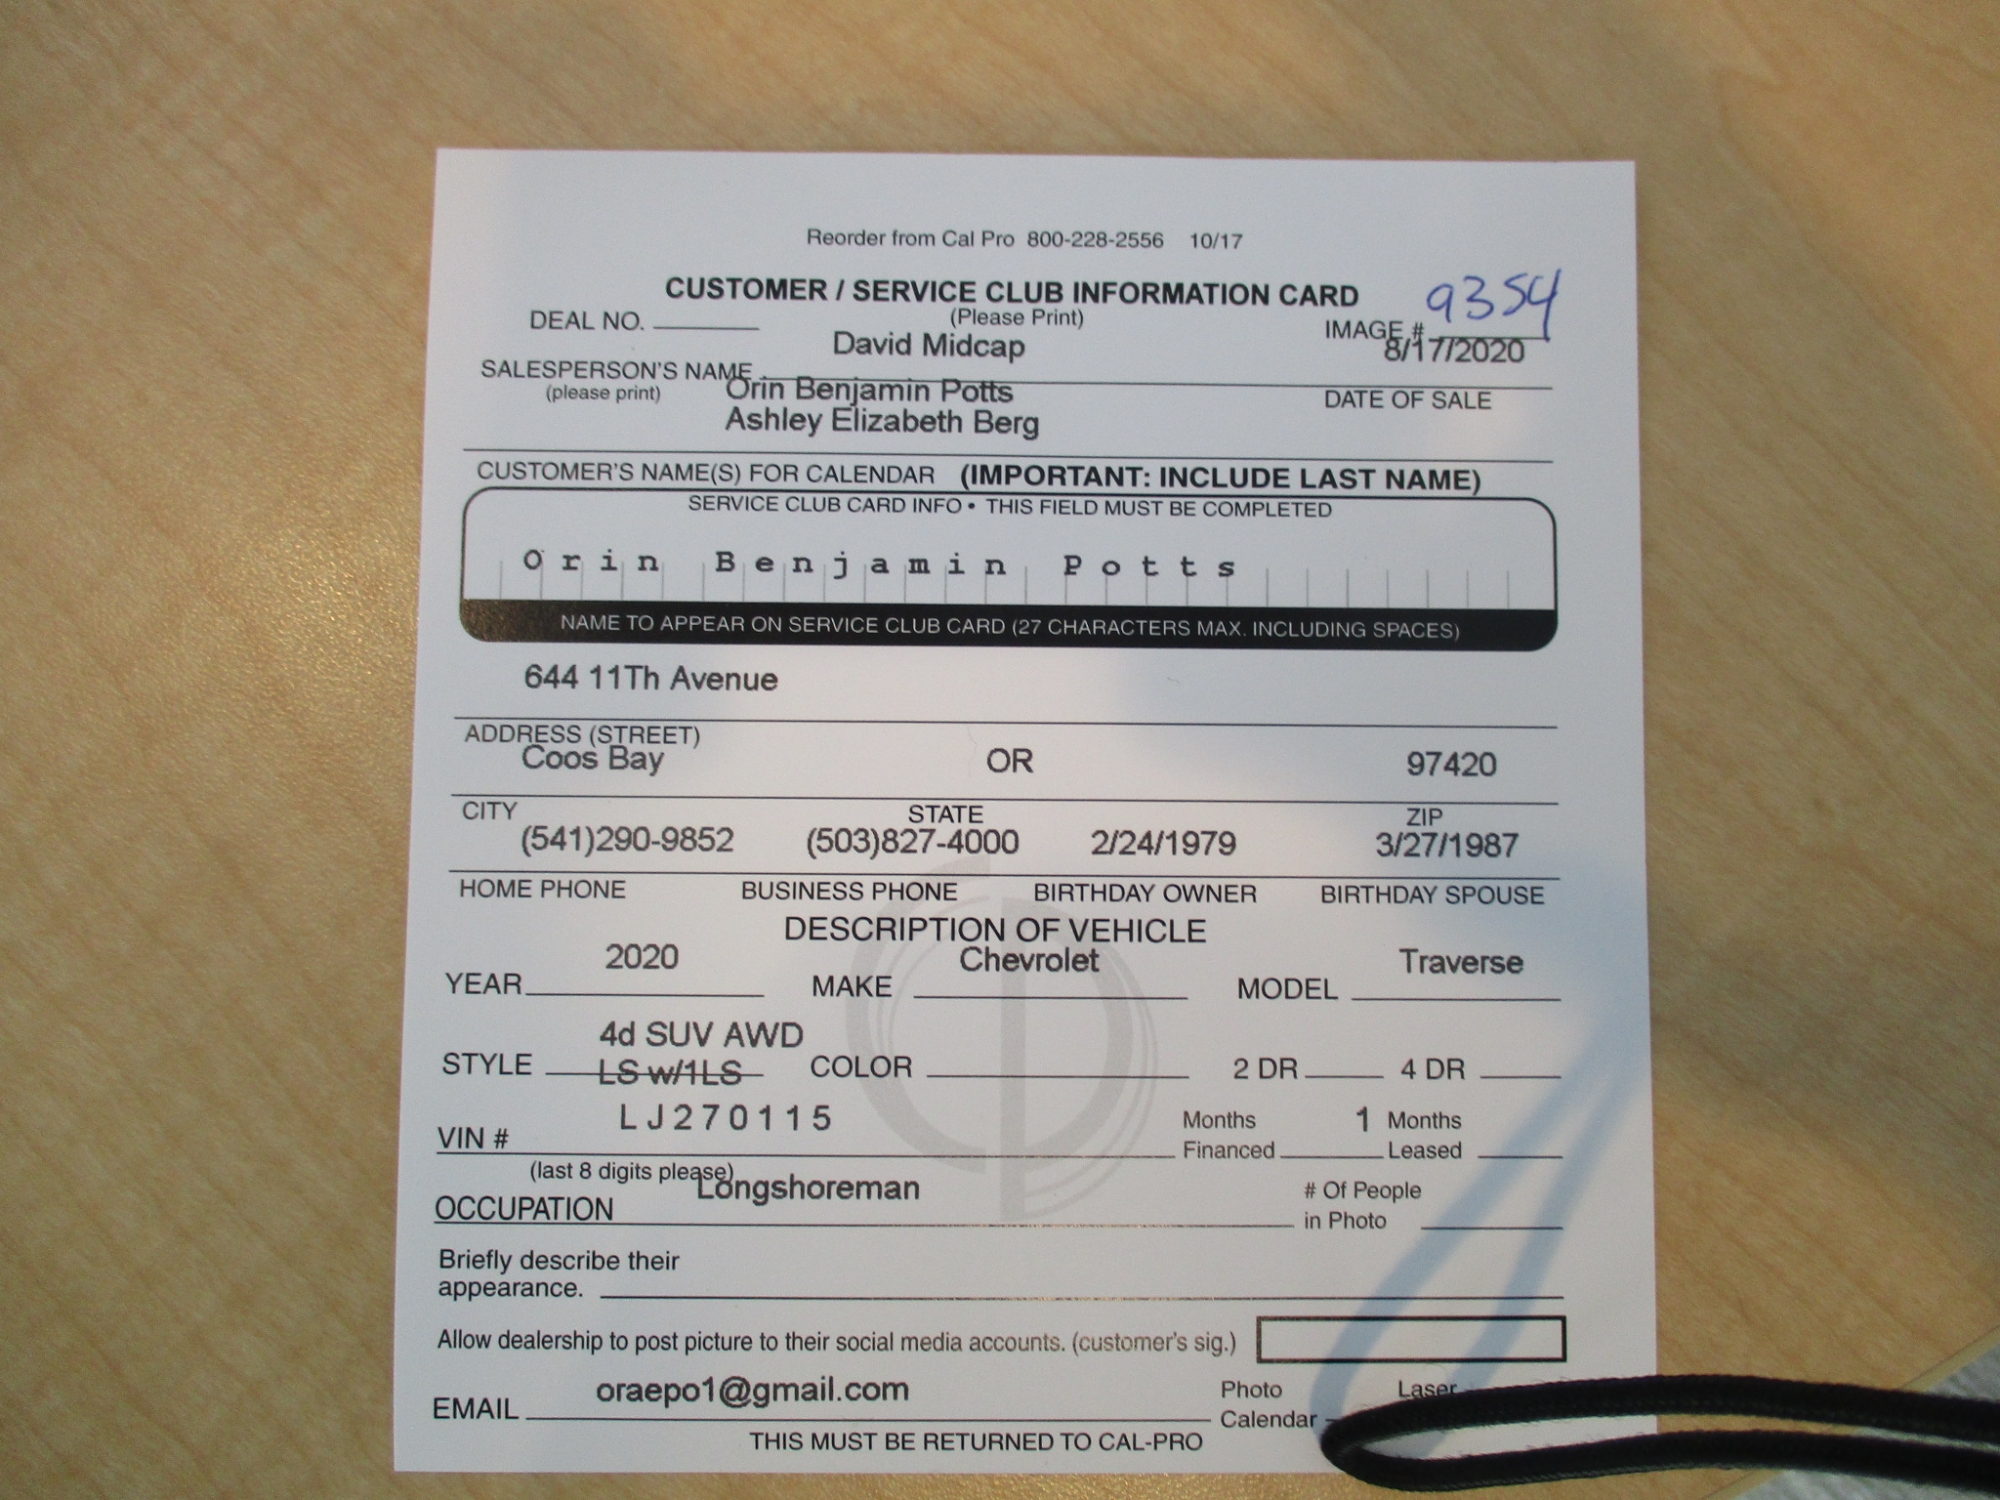 Reorder from Cal Pro 800-228-2556 10/17
CUSTOMER / SERVICE CLUB INFORMATION CARD
9354
DEAL NO.
(Please Print)
IMAGE #
David Midcap
8/17/2020
SALESPERSON'S NAME
(please print)
Orin Benjamin Potts
DATE OF SALE
Ashley Elizabeth Berg
CUSTOMER'S NAME(S) FOR CALENDAR (IMPORTANT: INCLUDE LAST NAME)
SERVICE CLUB CARD INFO • THIS FIELD MUST BE COMPLETED
Orin Benjamin Potts
NAME TO APPEAR ON SERVICE CLUB CARD (27 CHARACTERS MAX. INCLUDING SPACES)
644 11Th Avenue
ADDRESS (STREET)
Coos Bay OR 97420
CITY STATE ZIP
(541)290-9852 (503)827-4000 2/24/1979 3/27/1987
HOME PHONE BUSINESS PHONE BIRTHDAY OWNER BIRTHDAY SPOUSE
DESCRIPTION OF VEHICLE
2020 Chevrolet Traverse
YEAR MAKE MODEL
4d SUV AWD
STYLE LS w/1LS COLOR 2 DR 4 DR
LJ270115
VIN # Months Financed 1 Months Leased
(last 8 digits please)
Longshoreman
OCCUPATION # Of People in Photo
Briefly describe their
appearance.
Allow dealership to post picture to their social media accounts. (customer's sig.)
oraepo1@gmail.com
EMAIL Photo Calendar Laser
THIS MUST BE RETURNED TO CAL-PRO